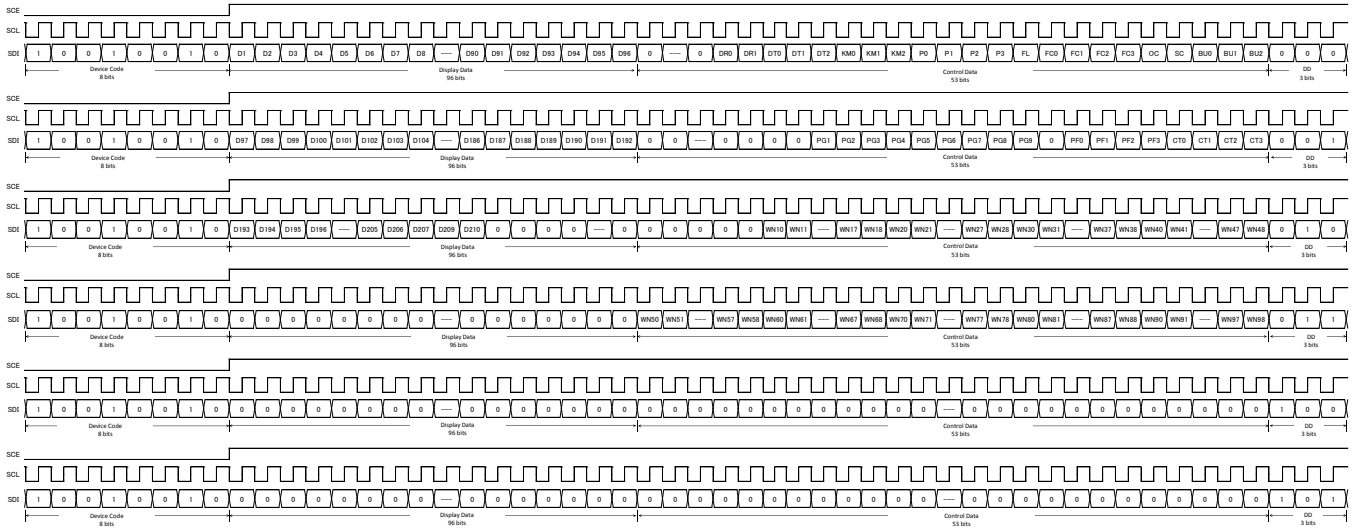 SCE
SCL
SDI 1 0 0 1 0 0 1 0 D1 D2 D3 D4 D5 D6 D7 D8 --- D90 D91 D92 D93 D94 D95 D96 0 --- 0 DR0 DR1 DT0 DT1 DT2 KM0 KM1 KM2 P0 P1 P2 P3 FL FC0 FC1 FC2 FC3 OC SC BU0 BU1 BU2 0 0 0
Device Code Display Data Control Data DD
8 bits 96 bits 53 bits 3 bits
SCE
SCL
SDI 1 0 0 1 0 0 1 0 D97 D98 D99 D100 D101 D102 D103 D104 --- D186 D187 D188 D189 D190 D191 D192 0 0 --- 0 0 0 0 PG1 PG2 PG3 PG4 PG5 PG6 PG7 PG8 PG9 0 PF0 PF1 PF2 PF3 CT0 CT1 CT2 CT3 0 0 1
Device Code Display Data Control Data DD
8 bits 96 bits 53 bits 3 bits
SCE
SCL
SDI 1 0 0 1 0 0 1 0 D193 D194 D195 D196 --- D205 D206 D207 D209 D210 0 0 0 0 --- 0 0 0 0 0 0 WN10 WN11 --- WN17 WN18 WN20 WN21 --- WN27 WN28 WN30 WN31 --- WN37 WN38 WN40 WN41 --- WN47 WN48 0 1 0
Device Code Display Data Control Data DD
8 bits 96 bits 53 bits 3 bits
SCE
SCL
SDI 1 0 0 1 0 0 1 0 0 0 0 0 0 0 0 0 --- 0 0 0 0 0 0 0 WN50 WN51 --- WN57 WN58 WN60 WN61 --- WN67 WN68 WN70 WN71 --- WN77 WN78 WN80 WN81 --- WN87 WN88 WN90 WN91 --- WN97 WN98 0 1 1
Device Code Display Data Control Data DD
8 bits 96 bits 53 bits 3 bits
SCE
SCL
SDI 1 0 0 1 0 0 1 0 0 0 0 0 0 0 0 0 --- 0 0 0 0 0 0 0 0 0 0 0 0 0 0 0 0 0 0 0 --- 0 0 0 0 0 0 0 0 0 0 0 0 1 0 0
Device Code Display Data Control Data DD
8 bits 96 bits 53 bits 3 bits
SCE
SCL
SDI 1 0 0 1 0 0 1 0 0 0 0 0 0 0 0 0 --- 0 0 0 0 0 0 0 0 0 0 0 0 0 0 0 0 0 0 0 --- 0 0 0 0 0 0 0 0 0 0 0 0 1 0 1
Device Code Display Data Control Data DD
8 bits 96 bits 53 bits 3 bits